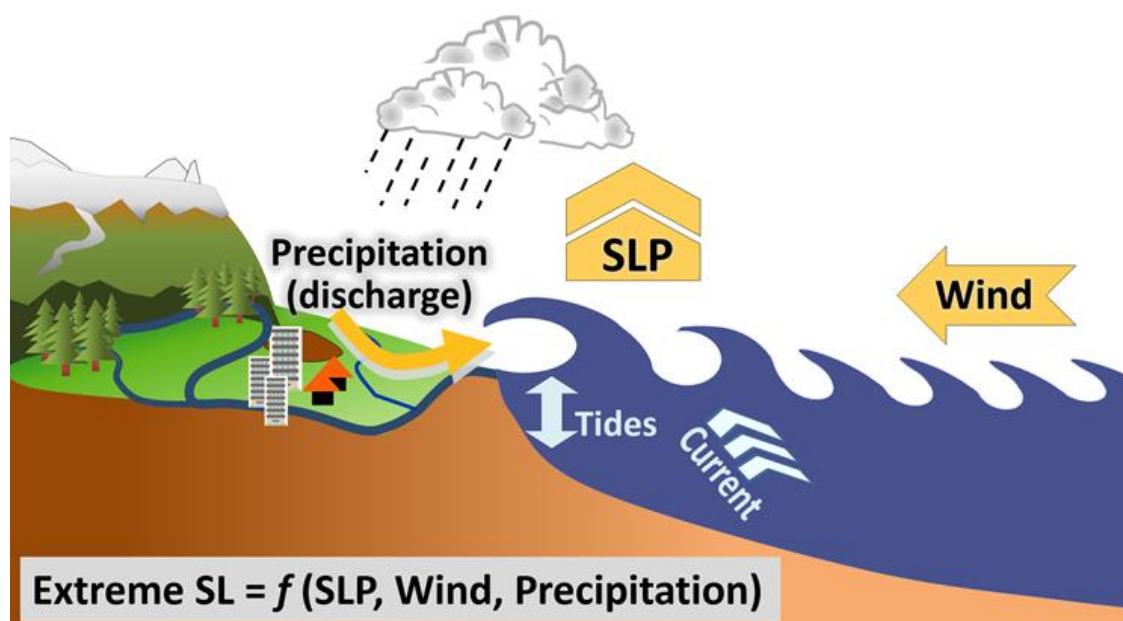 Precipitation
(discharge)
SLP
Wind
Tides
Current
Extreme SL = f (SLP, Wind, Precipitation)